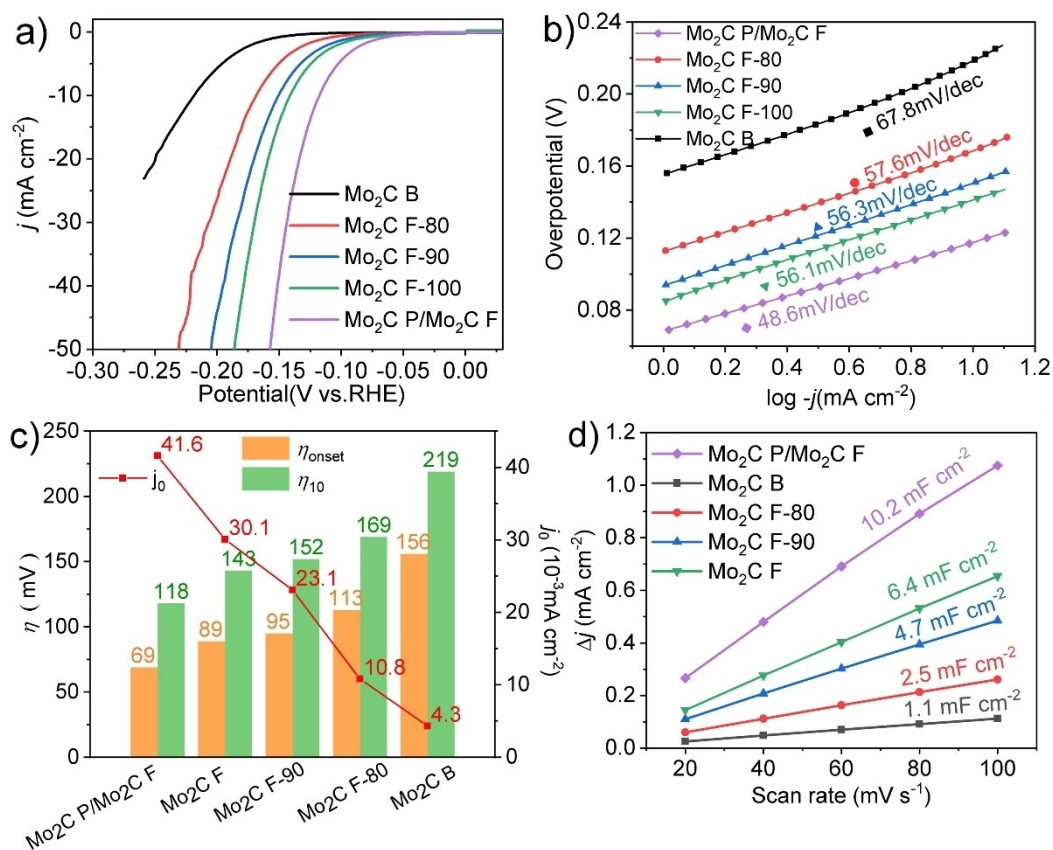 a)
0
-10
-20
-30
-40
-50
j (mA cm⁻²)
Mo₂C B
Mo₂C F-80
Mo₂C F-90
Mo₂C F-100
Mo₂C P/Mo₂C F
-0.30 -0.25 -0.20 -0.15 -0.10 -0.05 0.00
Potential(V vs.RHE)
b)
0.24
0.20
0.16
0.12
0.08
Overpotential (V)
Mo₂C P/Mo₂C F
Mo₂C F-80
Mo₂C F-90
Mo₂C F-100
Mo₂C B
67.8mV/dec
57.6mV/dec
56.3mV/dec
56.1mV/dec
48.6mV/dec
0.0 0.2 0.4 0.6 0.8 1.0 1.2
log -j(mA cm⁻²)
c)
250
200
150
100
50
0
η ( mV)
j₀
η onset
η₁₀
41.6
30.1
23.1
10.8
4.3
69
118
89
143
95
152
113
169
156
219
40
30
20
10
0
j₀ (10⁻³mA cm⁻²)
Mo₂C P/Mo₂C F
Mo₂C F
Mo₂C F-90
Mo₂C F-80
Mo₂C B
d)
1.2
1.0
0.8
0.6
0.4
0.2
0.0
Δj (mA cm⁻²)
Mo₂C P/Mo₂C F
Mo₂C B
Mo₂C F-80
Mo₂C F-90
Mo₂C F
10.2 mF cm⁻²
6.4 mF cm⁻²
4.7 mF cm⁻²
2.5 mF cm⁻²
1.1 mF cm⁻²
20 40 60 80 100
Scan rate (mV s⁻¹)